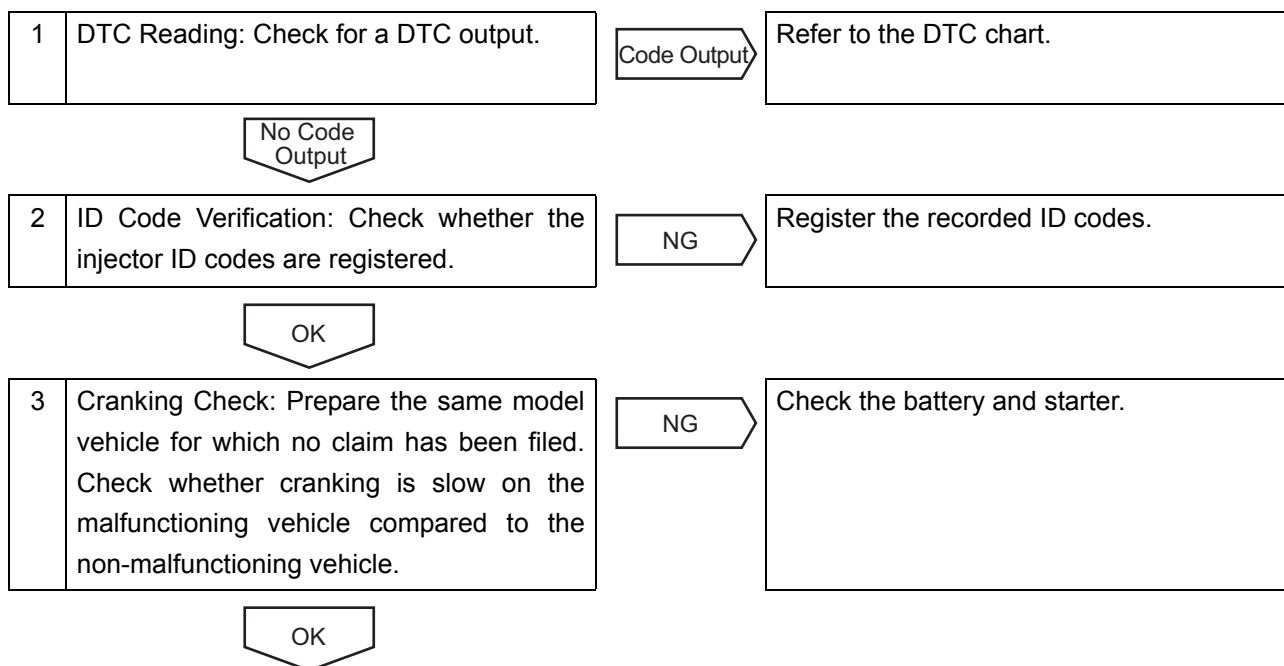 1
DTC Reading: Check for a DTC output.
Code Output
Refer to the DTC chart.
No Code
Output
2
ID Code Verification: Check whether the
injector ID codes are registered.
NG
Register the recorded ID codes.
OK
3
Cranking Check: Prepare the same model
vehicle for which no claim has been filed.
Check whether cranking is slow on the
malfunctioning vehicle compared to the
non-malfunctioning vehicle.
NG
Check the battery and starter.
OK